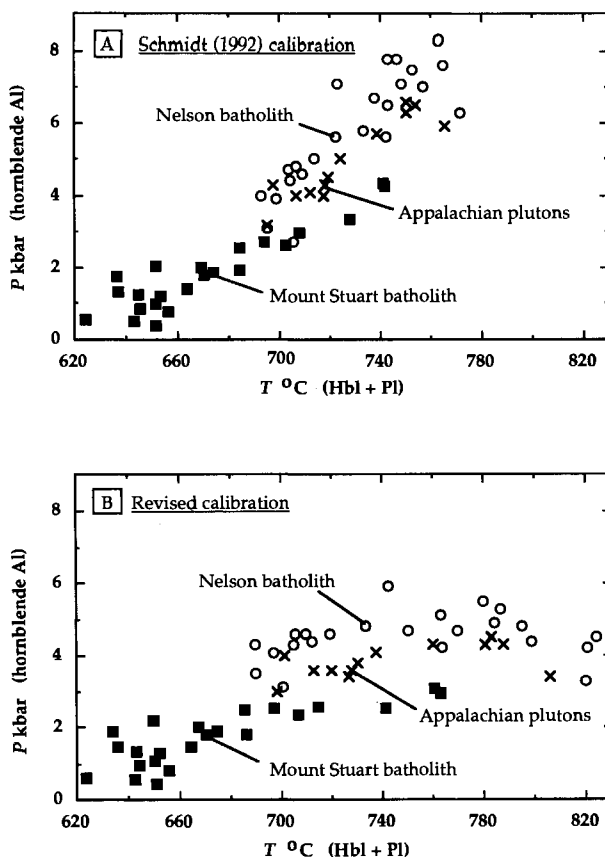 A Schmidt (1992) calibration
8
6
4
2
0
P kbar (hornblende Al)
Nelson batholith
Appalachian plutons
Mount Stuart batholith
620 660 700 740 780 820
T °C (Hbl + Pl)
B Revised calibration
8
6
4
2
0
P kbar (hornblende Al)
Nelson batholith
Appalachian plutons
Mount Stuart batholith
620 660 700 740 780 820
T °C (Hbl + Pl)